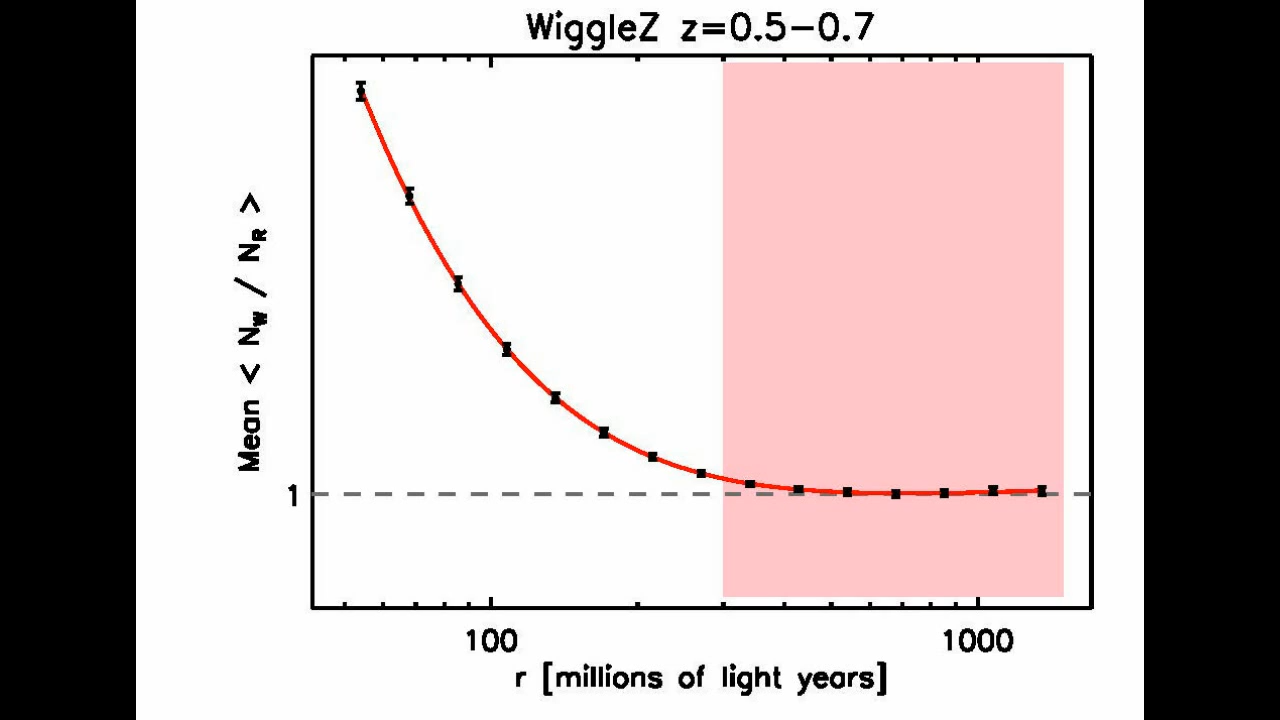 WiggleZ z=0.5−0.7
Mean < N_W / N_R >
1
100
1000
r [millions of light years]